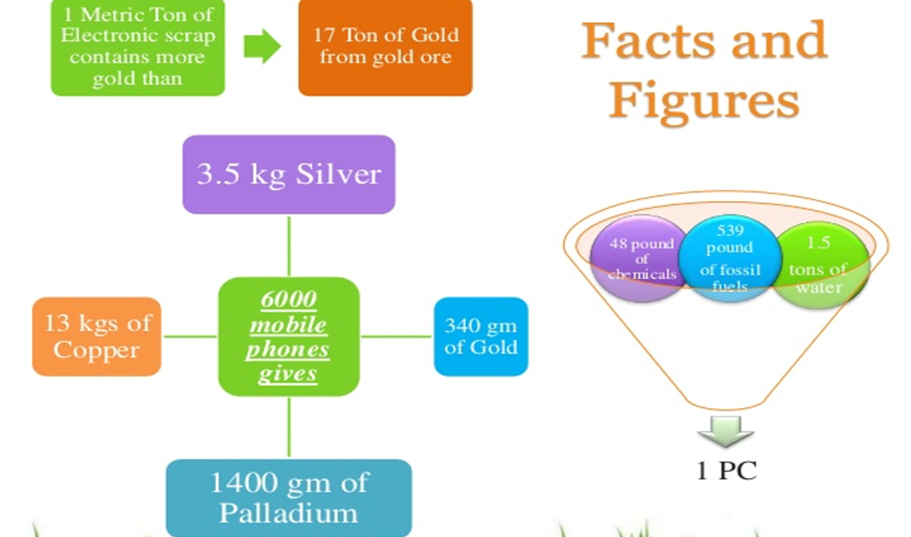 1 Metric Ton of
Electronic scrap
contains more
gold than
17 Ton of Gold
from gold ore
Facts and
Figures
3.5 kg Silver
13 kgs of
Copper
6000
mobile
phones
gives
340 gm
of Gold
1400 gm of
Palladium
48 pound
of
chemicals
539
pound
of fossil
fuels
1.5
tons of
water
1 PC